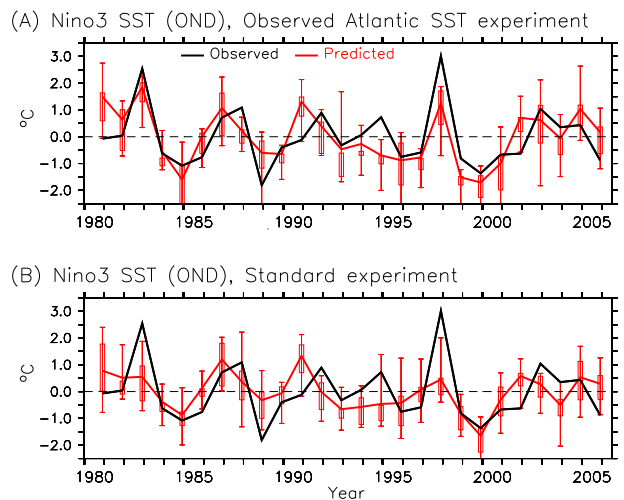 (A) Nino3 SST (OND), Observed Atlantic SST experiment
Observed Predicted
3.0
2.0
1.0
0.0
-1.0
-2.0
°C
1980 1985 1990 1995 2000 2005
(B) Nino3 SST (OND), Standard experiment
3.0
2.0
1.0
0.0
-1.0
-2.0
°C
1980 1985 1990 1995 2000 2005
Year